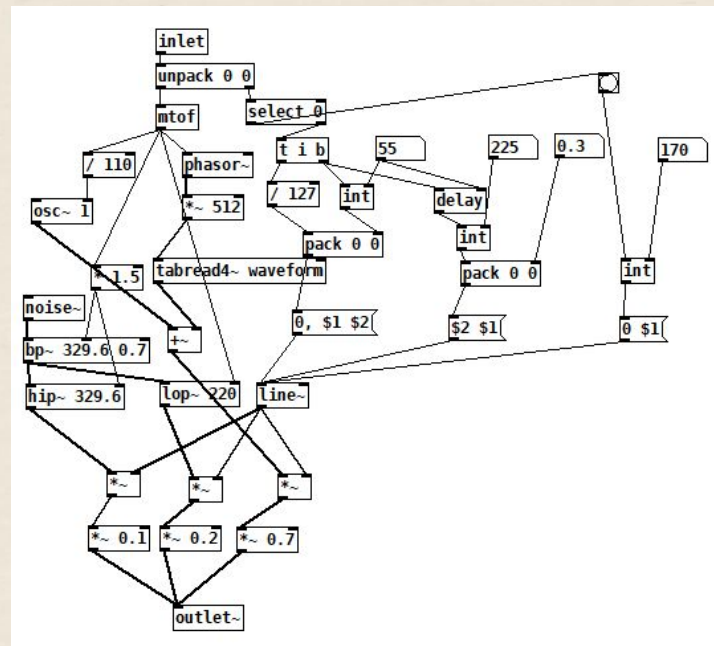 inlet
unpack 0 0
select 0
mtof
/ 110
phasor~
t i b
55
225
0.3
170
osc~ 1
*~ 512
/ 127
int
delay
int
pack 0 0
* 1.5
tabread4~ waveform
pack 0 0
int
noise~
+~
0, $1 $2
$2 $1
0 $1
bp~ 329.6 0.7
hip~ 329.6
lop~ 220
line~
*~
*~
*~
*~ 0.1
*~ 0.2
*~ 0.7
outlet~